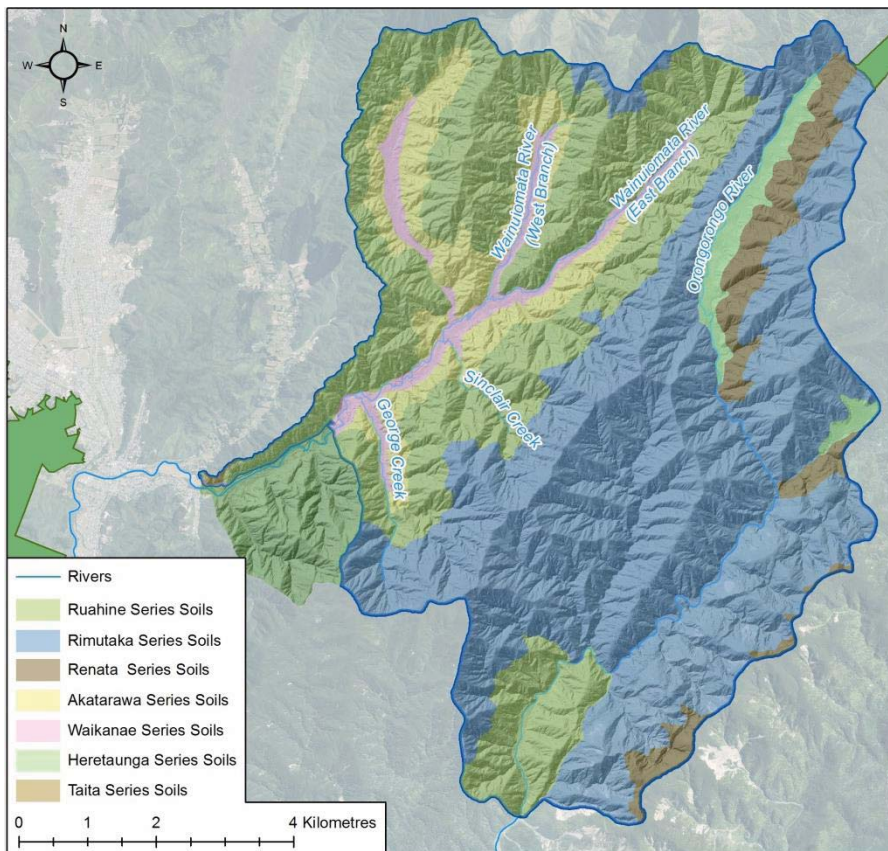 N
W E
S
Wainuiomata River
(West Branch)
Wainuiomata River
(East Branch)
Orongorongo River
Sinclair Creek
George Creek
Rivers
Ruahine Series Soils
Rimutaka Series Soils
Renata Series Soils
Akatarawa Series Soils
Waikanae Series Soils
Heretaunga Series Soils
Taita Series Soils
0 1 2 4 Kilometres